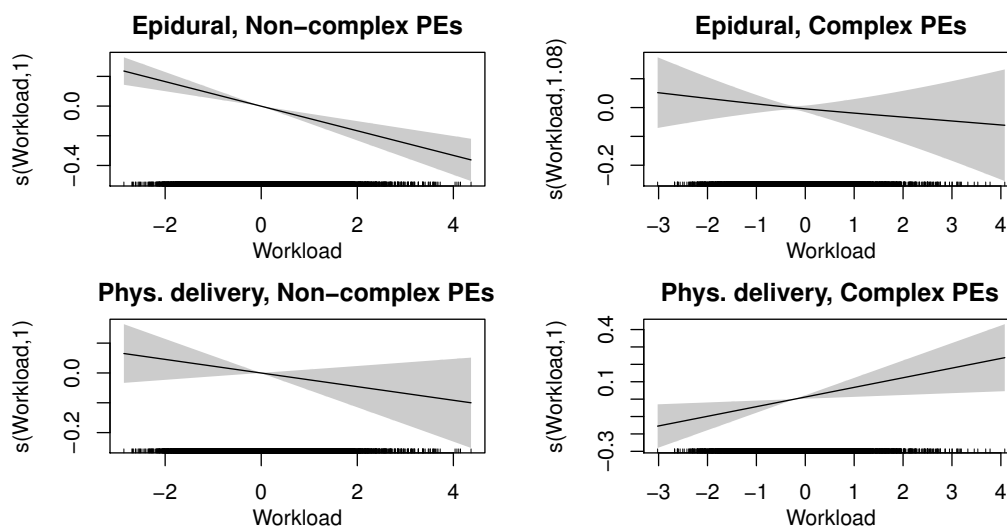 Epidural, Non−complex PEs
s(Workload,1)
0.0
−0.4
−2 0 2 4
Workload
Epidural, Complex PEs
s(Workload,1.08)
0.0
−0.2
−3 −2 −1 0 1 2 3 4
Workload
Phys. delivery, Non−complex PEs
s(Workload,1)
0.0
−0.2
−2 0 2 4
Workload
Phys. delivery, Complex PEs
s(Workload,1)
0.4
0.1
−0.3
−3 −2 −1 0 1 2 3 4
Workload